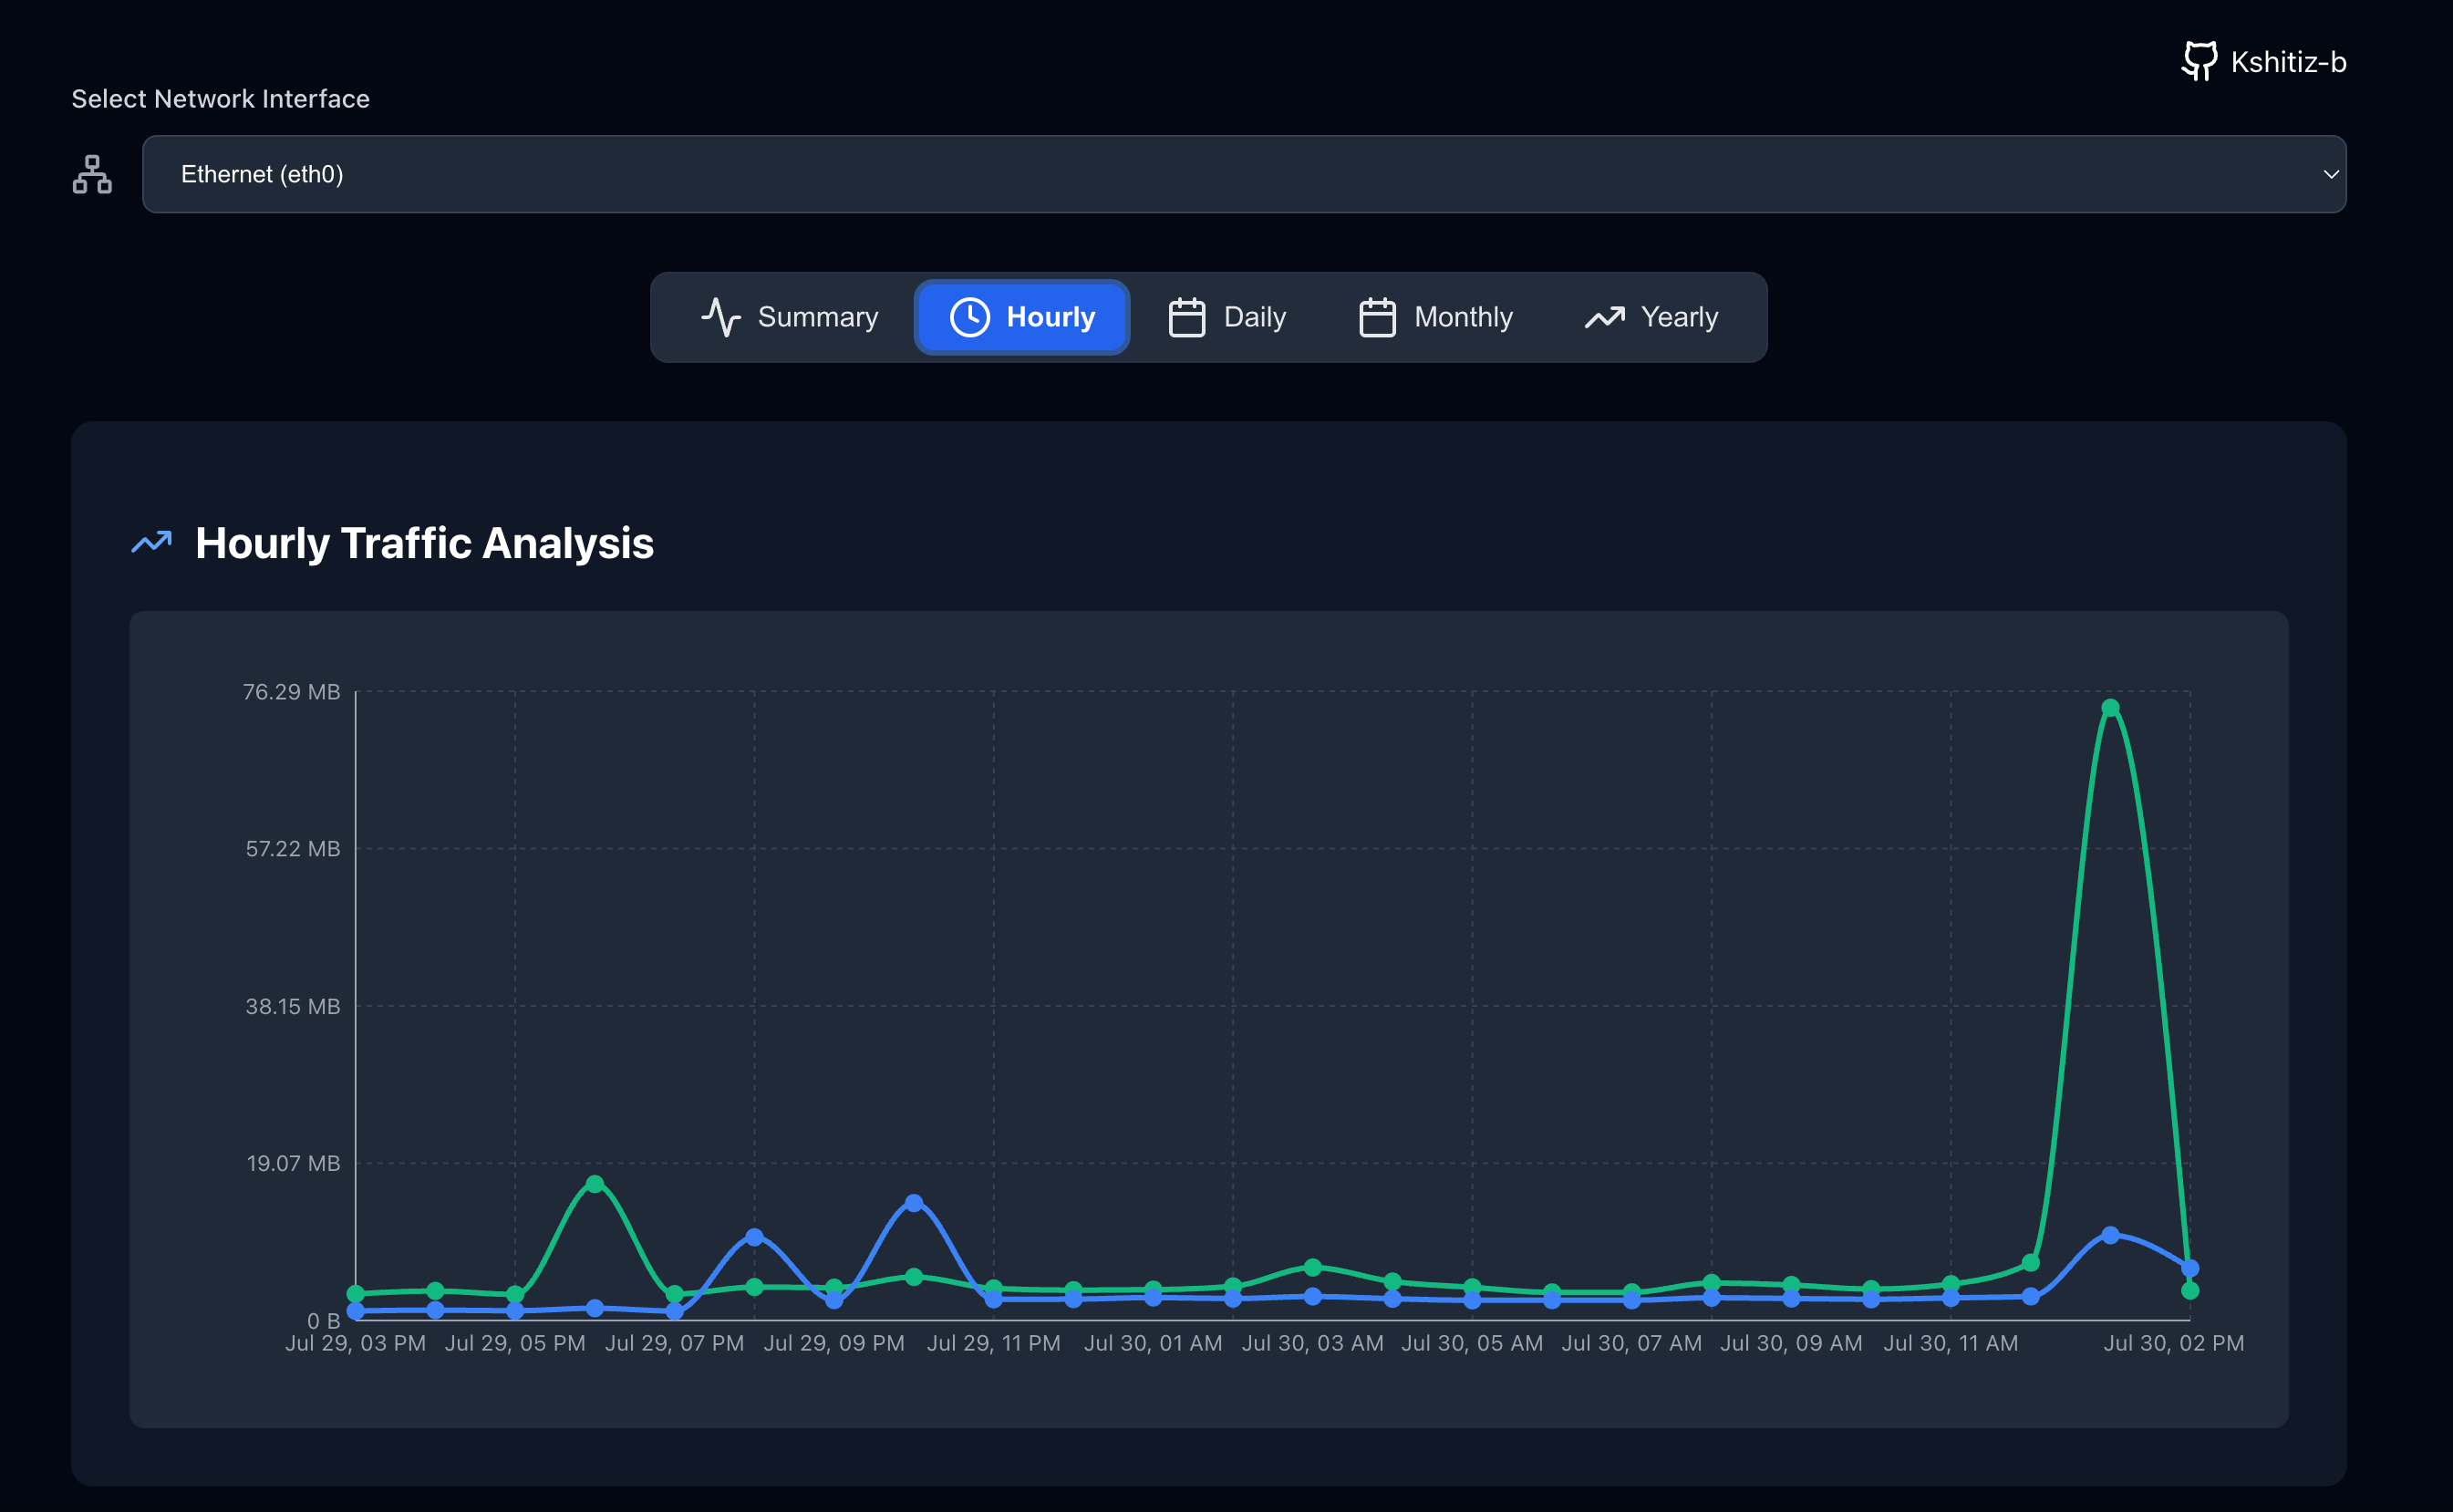 Kshitiz-b
Select Network Interface
Ethernet (eth0)
Summary Hourly Daily Monthly Yearly
Hourly Traffic Analysis
76.29 MB
57.22 MB
38.15 MB
19.07 MB
0 B
Jul 29, 03 PM Jul 29, 05 PM Jul 29, 07 PM Jul 29, 09 PM Jul 29, 11 PM Jul 30, 01 AM Jul 30, 03 AM Jul 30, 05 AM Jul 30, 07 AM Jul 30, 09 AM Jul 30, 11 AM Jul 30, 02 PM